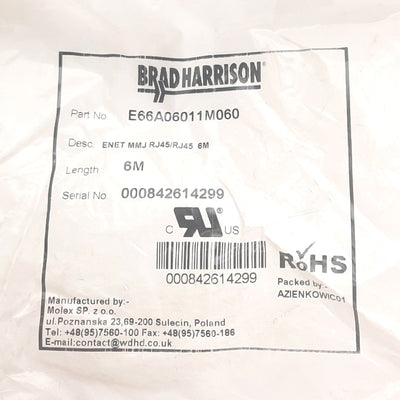 BRADHARRISON®
Part No. E66A06011M060
Desc. ENET MMJ RJ45/RJ45 6M
Length 6M
Serial No. 000842614299
C RU US
000842614299
RoHS
Packed by:-
AZIENKOWIC01
Manufactured by:-
Molex SP. z o.o.
ul.Poznanska 23,69-200 Sulecin, Poland
Tel: +48(95)7560-100 Fax: +48(95)7560-186
E-mail:contact@wdhd.co.uk